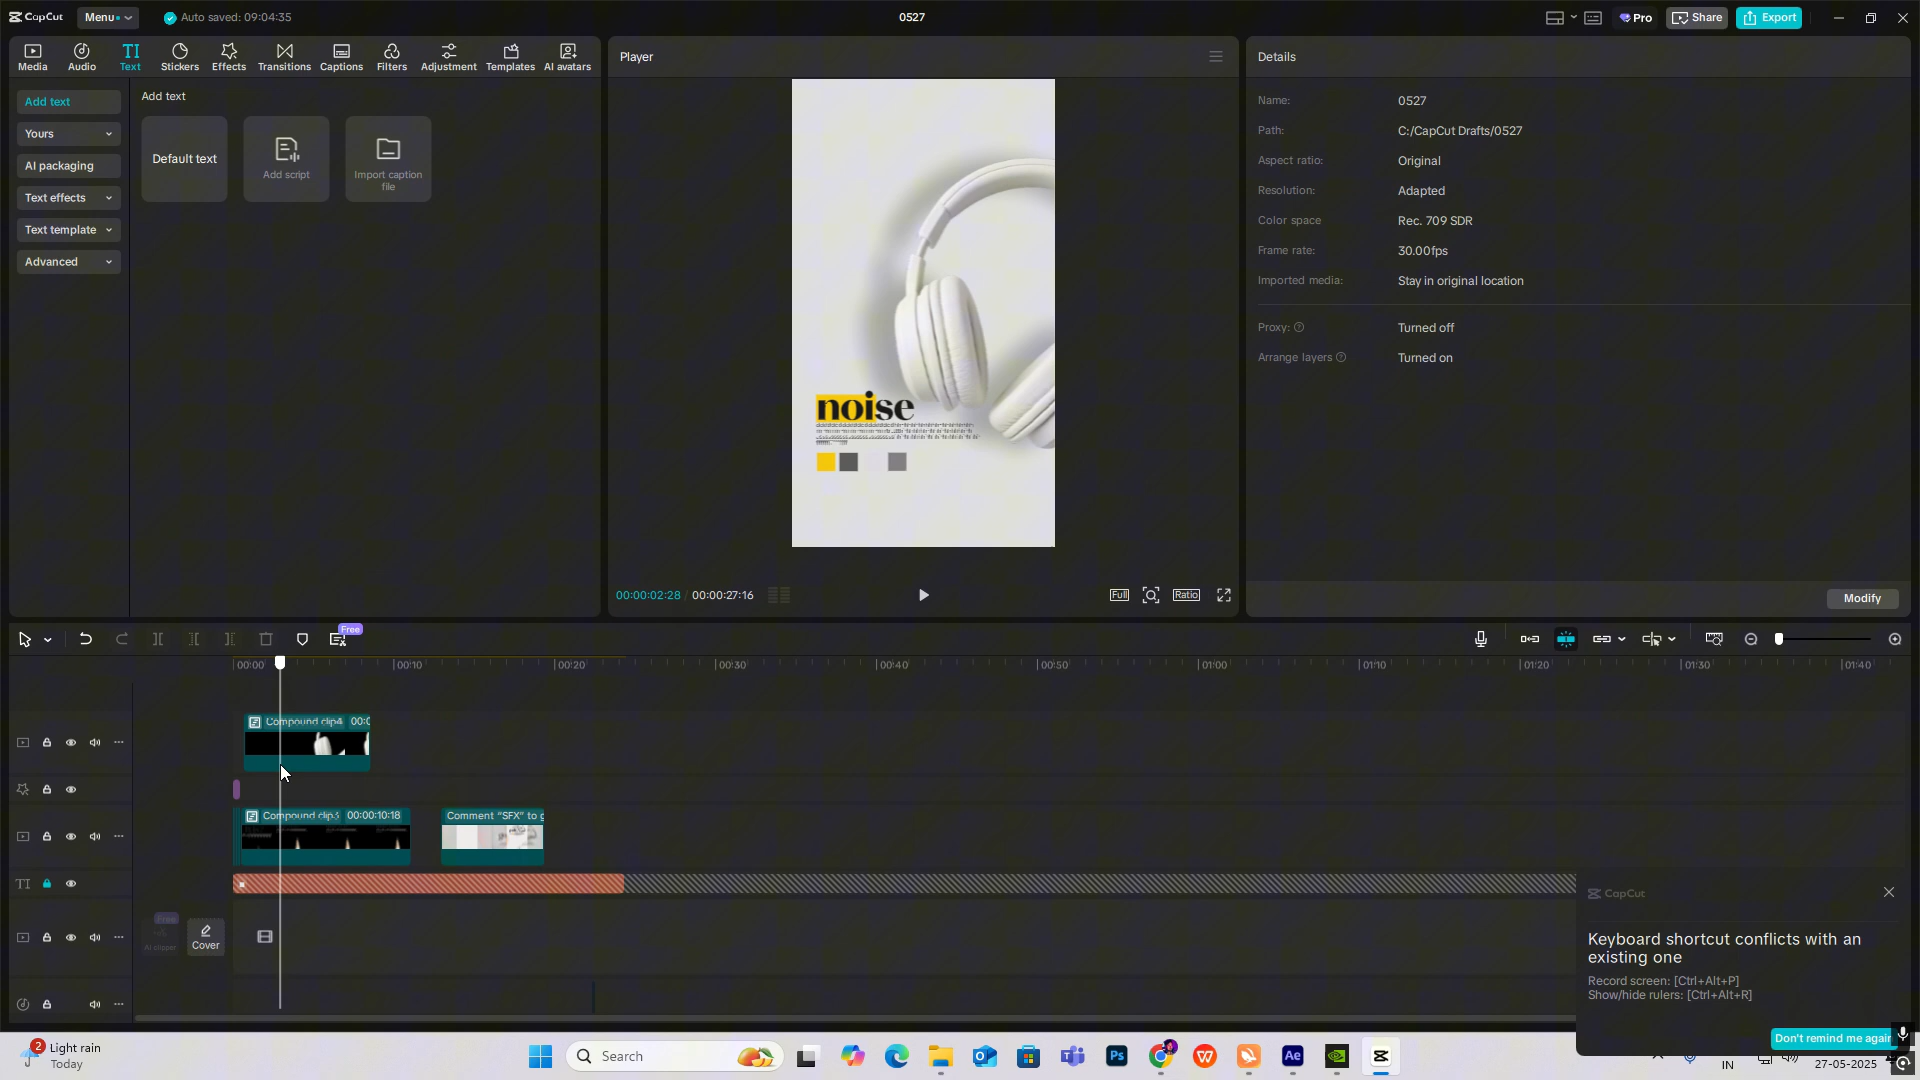 CapCut
Menu
Auto saved: 09:04:35
0527
Pro
Share
Export
Media
Audio
TI
Text
Stickers
Effects
Transitions
Captions
Filters
Adjustment
Templates
AI avatars
Add text
Yours
AI packaging
Text effects
Text template
Advanced
Add text
Default text
Add script
Import caption
file
Player
noise
00:00:02:28 / 00:00:27:16
Full
Ratio
Details
Name: 0527
Path: C:/CapCut Drafts/0527
Aspect ratio: Original
Resolution: Adapted
Color space Rec. 709 SDR
Frame rate: 30.00fps
Imported media: Stay in original location
Proxy: Turned off
Arrange layers Turned on
Modify
Free
00:00
00:10
00:20
00:30
00:40
00:50
01:00
01:10
01:20
01:30
01:40
Compound clip4 00:0
Compound clip3 00:00:10:18
Comment "SFX" to g
TI
Free
AI clipper
Cover
CapCut
Keyboard shortcut conflicts with an
existing one
Record screen: [Ctrl+Alt+P]
Show/hide rulers: [Ctrl+Alt+R]
Don't remind me again
2
Light rain
Today
Search
Ps
Ae
IN
27-05-2025